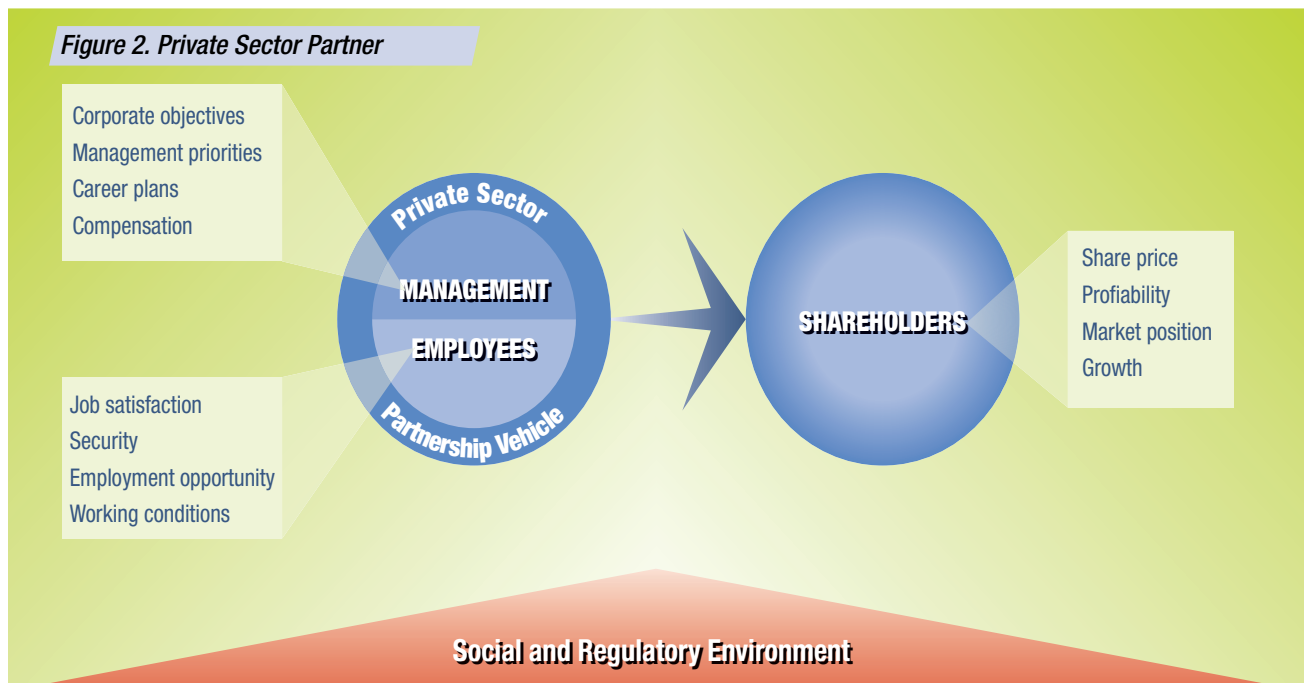 Figure 2. Private Sector Partner
Corporate objectives
Management priorities
Career plans
Compensation
Private Sector
MANAGEMENT
EMPLOYEES
Partnership Vehicle
Job satisfaction
Security
Employment opportunity
Working conditions
SHAREHOLDERS
Share price
Profiability
Market position
Growth
Social and Regulatory Environment